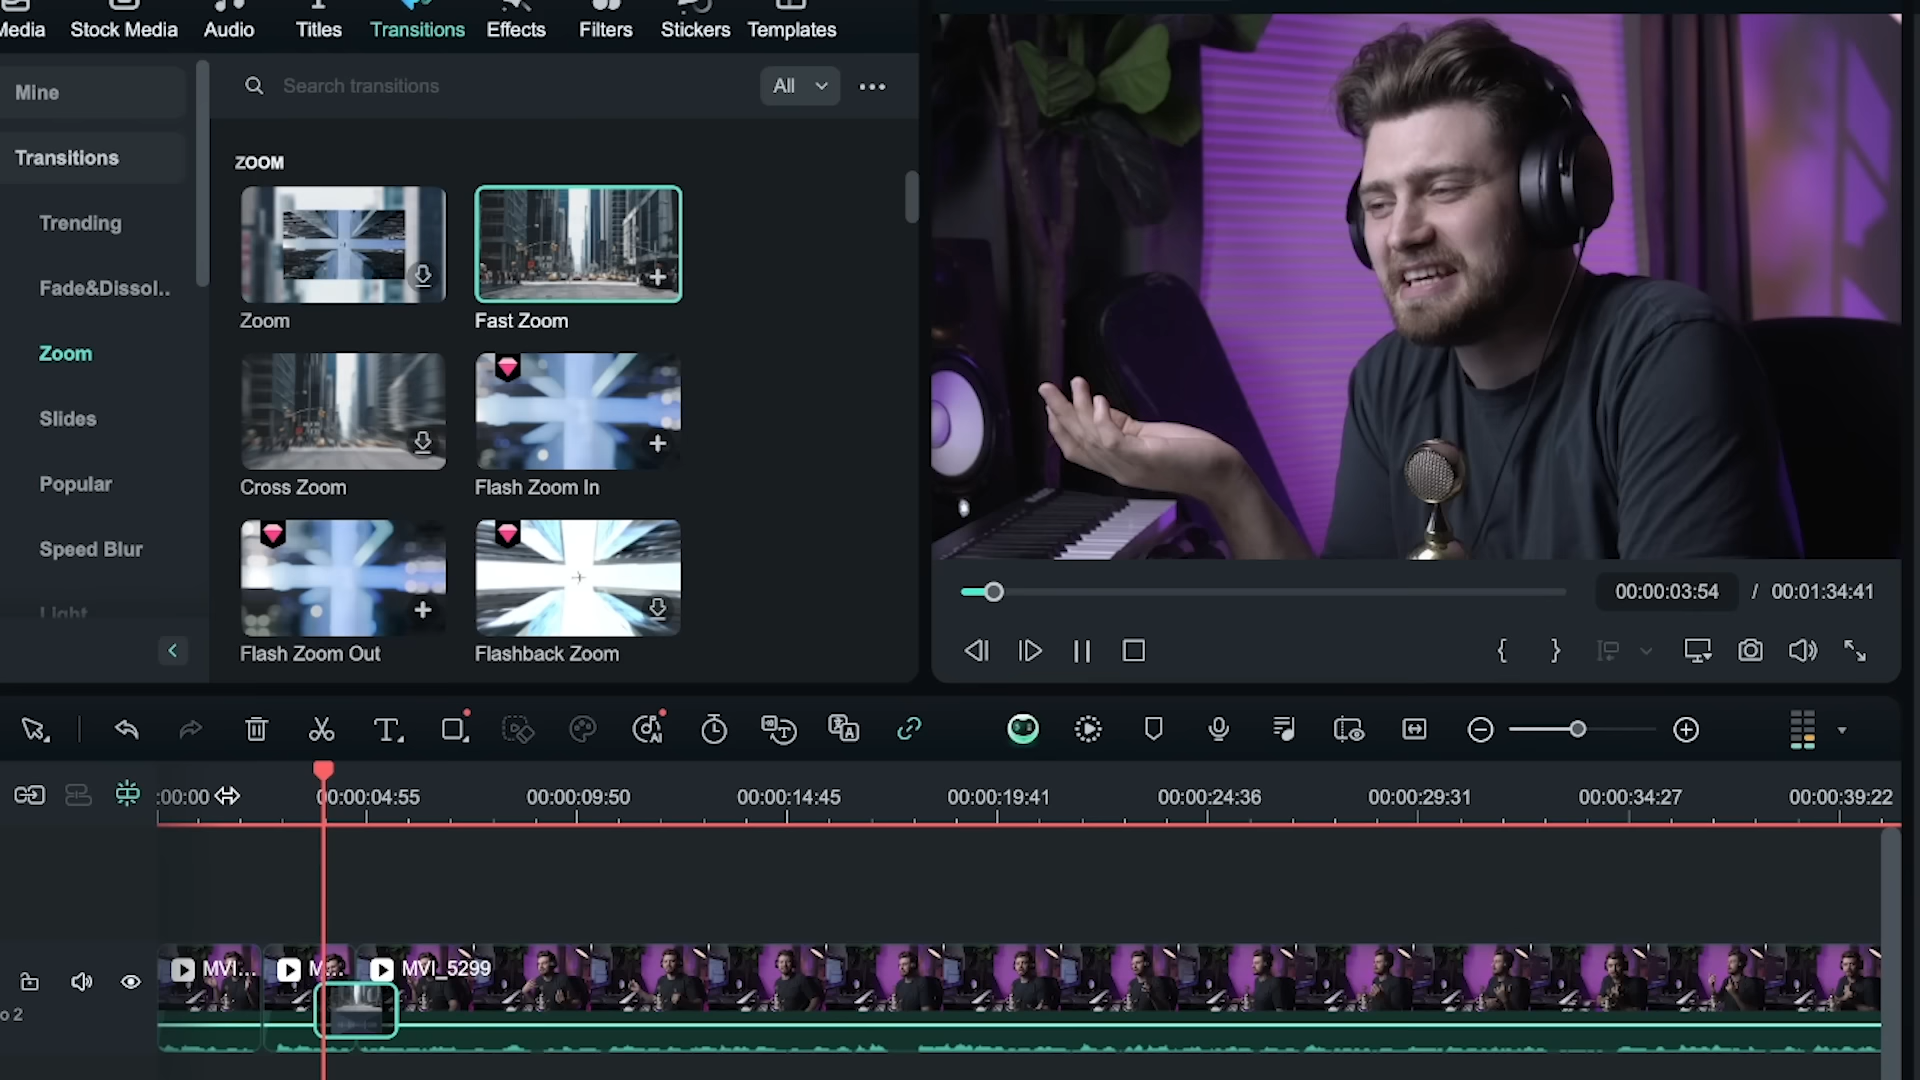 Media Stock Media Audio Titles Transitions Effects Filters Stickers Templates
Mine
Search transitions
All
Transitions
ZOOM
Trending
Fade&Dissol..
Zoom
Slides
Popular
Speed Blur
Light
Zoom
Fast Zoom
Cross Zoom
Flash Zoom In
Flash Zoom Out
Flashback Zoom
00:00:03:54 / 00:01:34:41
:00:00 00:00:04:55 00:00:09:50 00:00:14:45 00:00:19:41 00:00:24:36 00:00:29:31 00:00:34:27 00:00:39:22
MVI... M... MVI_5299
o 2